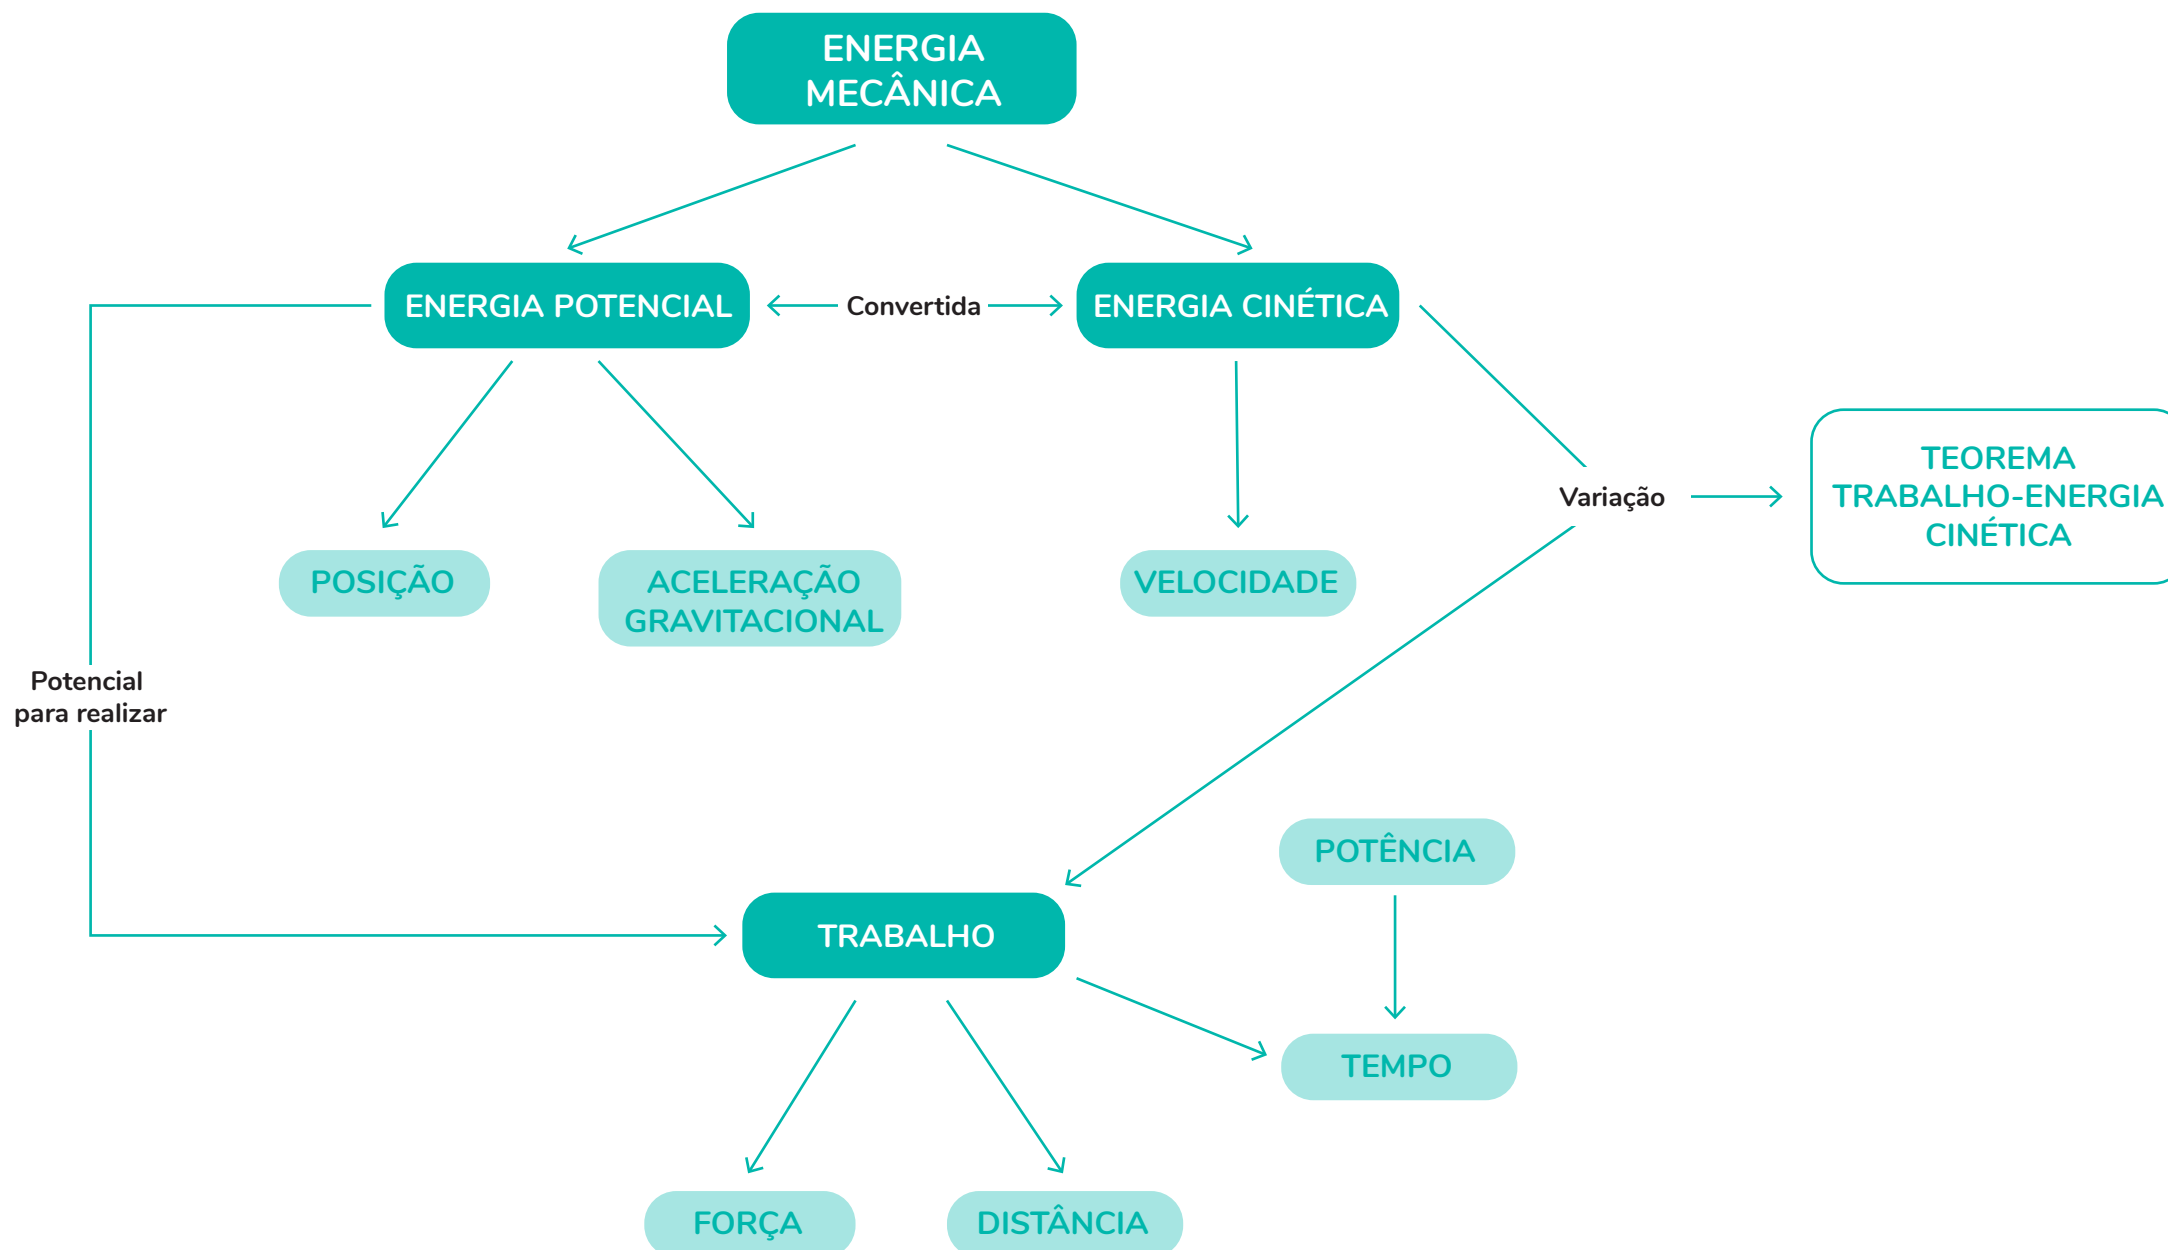 ENERGIA
MECÂNICA
ENERGIA POTENCIAL
Convertida
ENERGIA CINÉTICA
TEOREMA
TRABALHO-ENERGIA
CINÉTICA
Variação
POSIÇÃO
ACELERAÇÃO
GRAVITACIONAL
VELOCIDADE
Potencial
para realizar
POTÊNCIA
TRABALHO
TEMPO
FORÇA
DISTÂNCIA